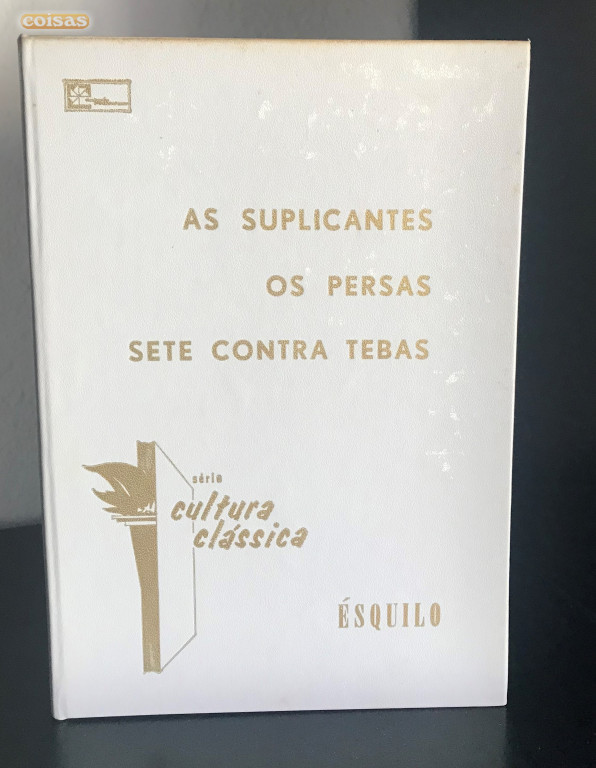 coisas
AS SUPLICANTES
OS PERSAS
SETE CONTRA TEBAS
série
cultura
clássica
ÉSQUILO